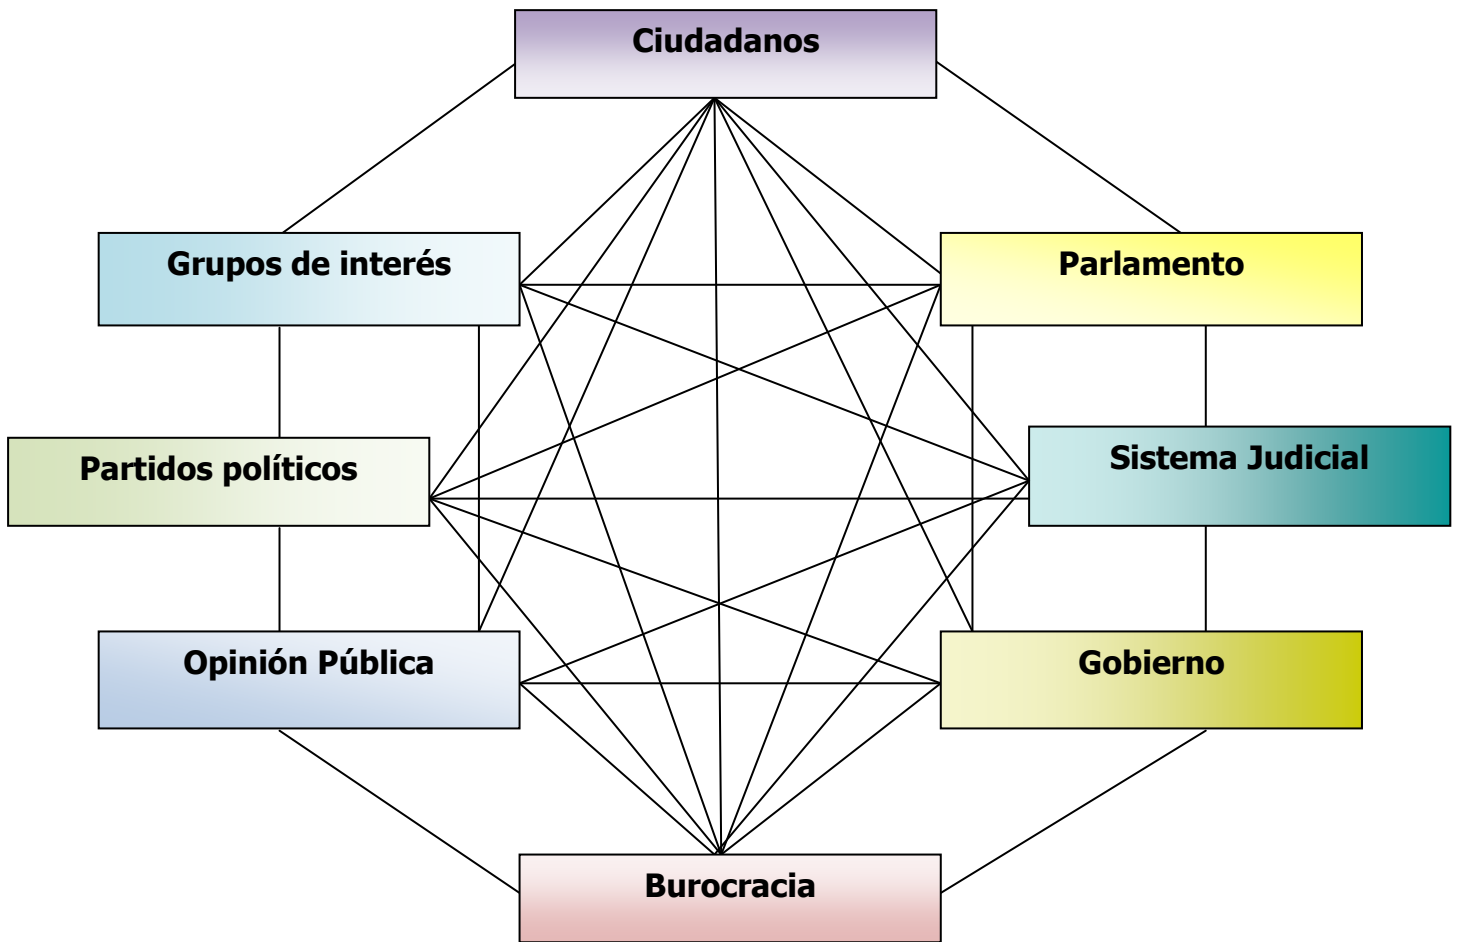 Ciudadanos
Grupos de interés
Parlamento
Partidos políticos
Sistema Judicial
Opinión Pública
Gobierno
Burocracia